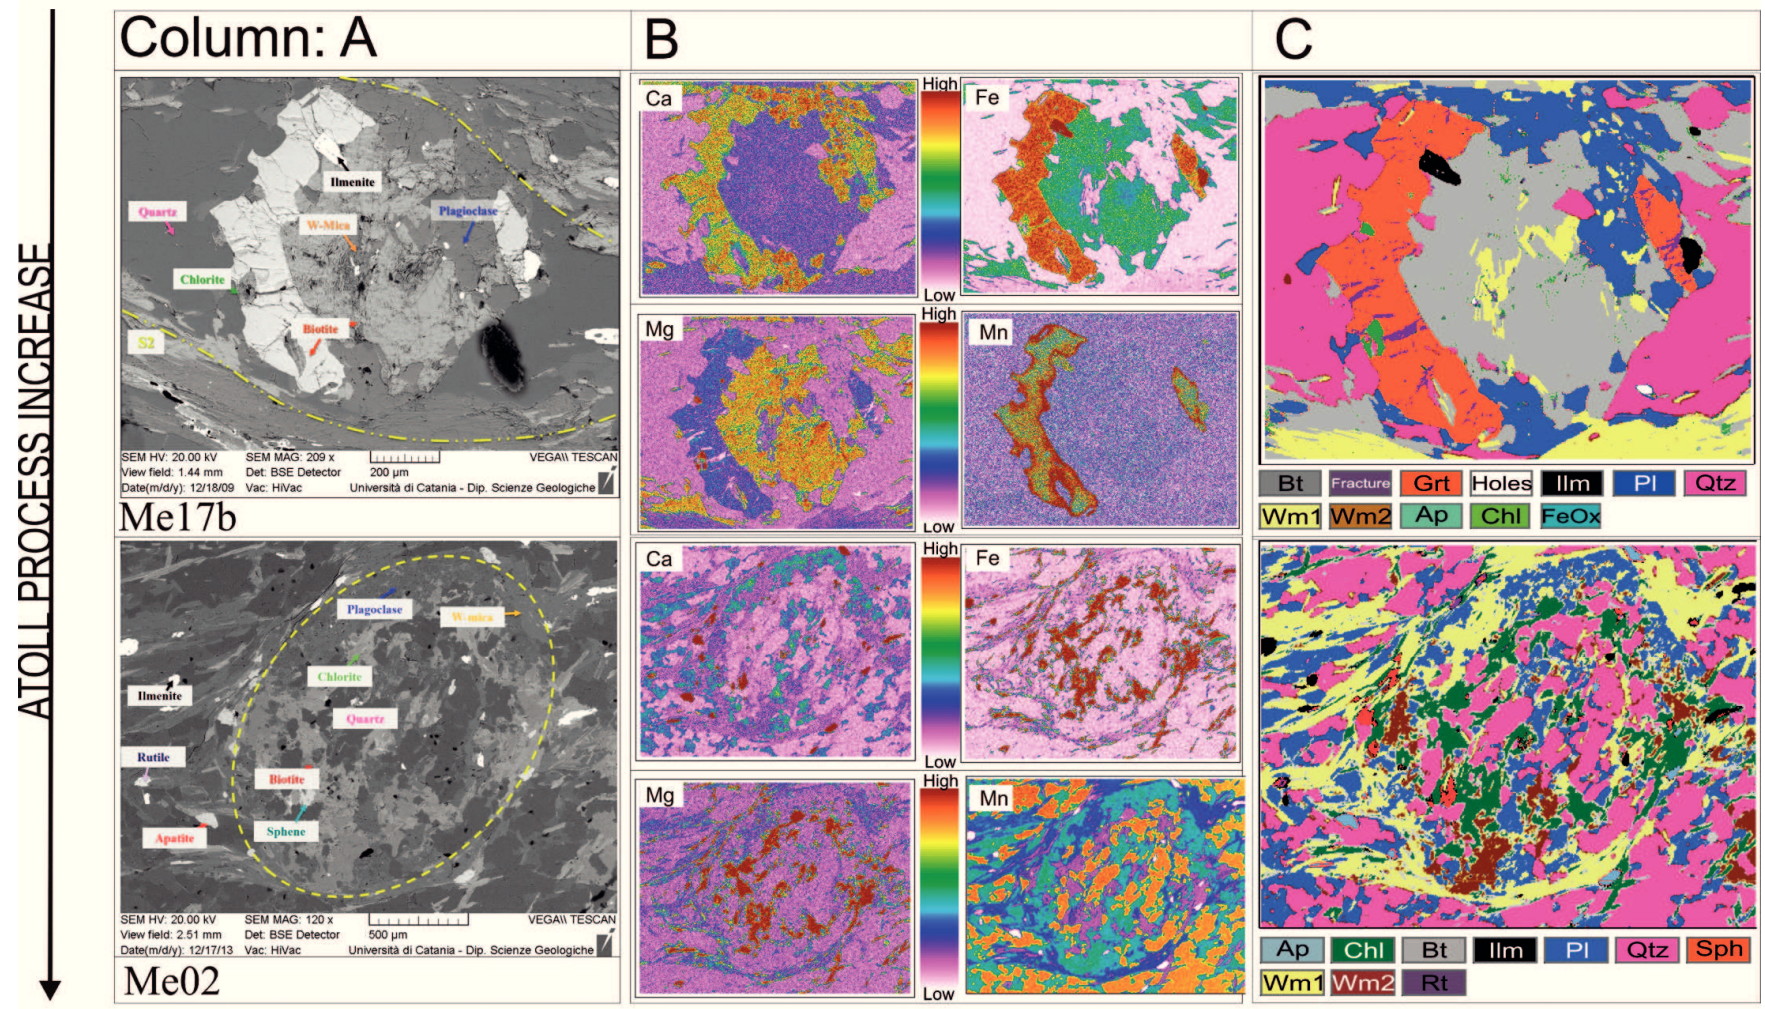 ATOLL PROCESS INCREASE
Column: A
B
C
Ilmenite
Quartz
W-Mica
Plagioclase
Chlorite
Biotite
S2
SEM HV: 20.00 kV SEM MAG: 209 x VEGA\\ TESCAN
View field: 1.44 mm Det: BSE Detector 200 µm
Date(m/d/y): 12/18/09 Vac: HiVac Università di Catania - Dip. Scienze Geologiche
Me17b
Ca
High
Low
Fe
Mg
High
Low
Mn
Bt Fracture Grt Holes Ilm Pl Qtz
Wm1 Wm2 Ap Chl FeOx
Plagoclase
W-mica
Chlorite
Ilmenite
Quartz
Rutile
Biotite
Sphene
Apatite
SEM HV: 20.00 kV SEM MAG: 120 x VEGA\\ TESCAN
View field: 2.51 mm Det: BSE Detector 500 µm
Date(m/d/y): 12/17/13 Vac: HiVac Università di Catania - Dip. Scienze Geologiche
Me02
Ca
High
Low
Fe
Mg
High
Low
Mn
Ap Chl Bt Ilm Pl Qtz Sph
Wm1 Wm2 Rt